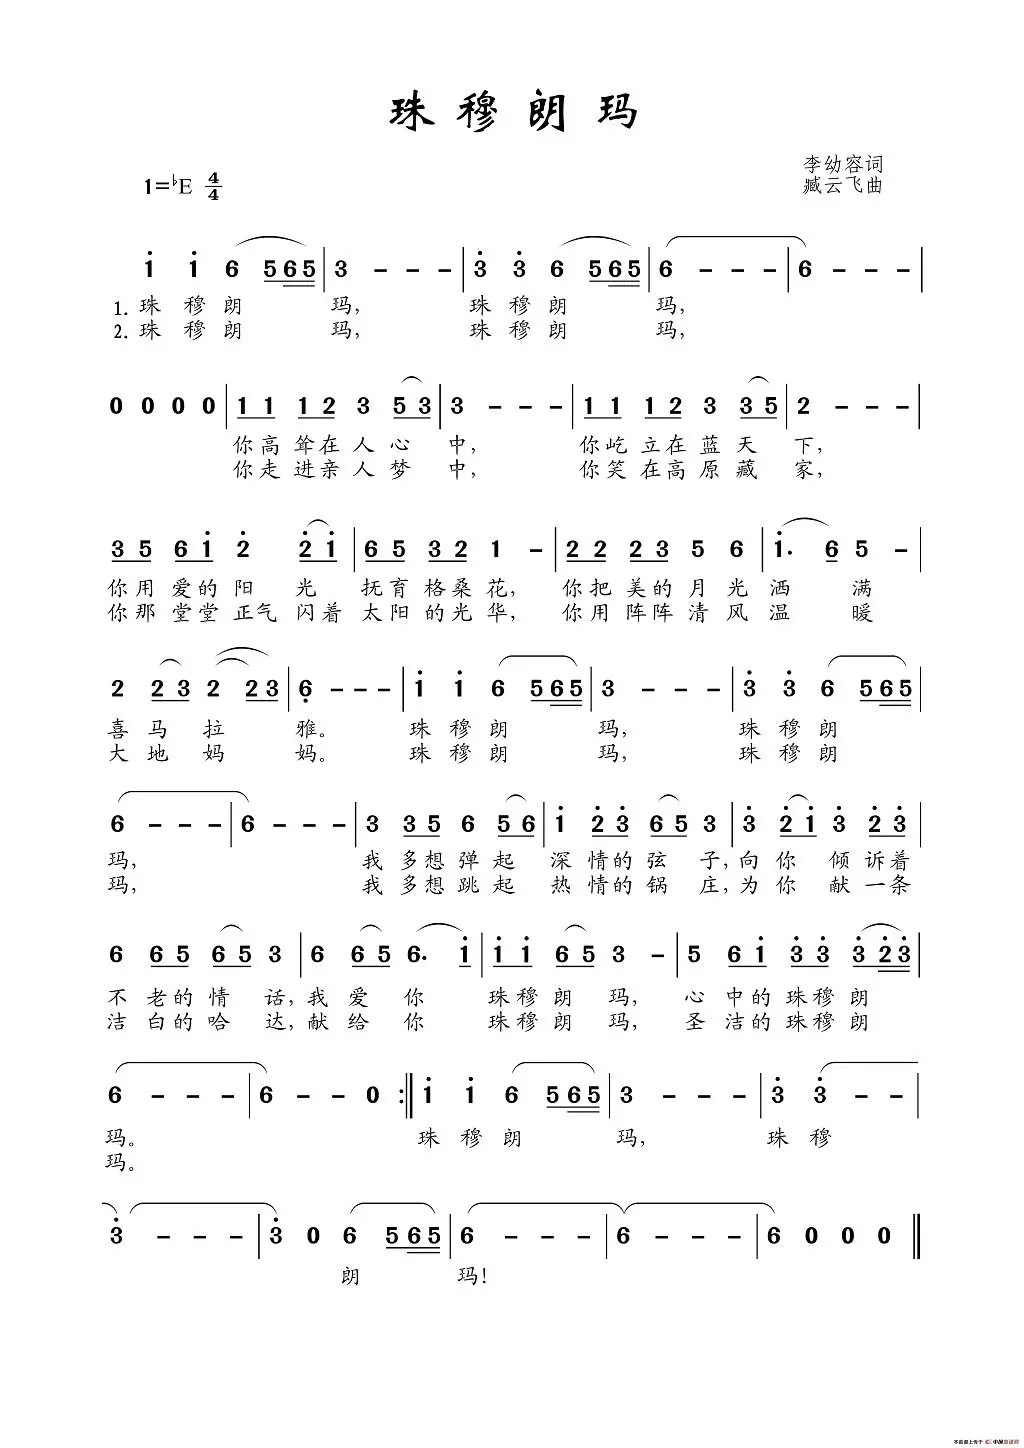 珠穆朗玛
李幼容词
1=♭E 4/4
臧云飞曲
1̇ 1̇ 6 565 | 3 - - - | 3̇ 3̇ 6 565 | 6 - - - | 6 - - - |
1. 珠 穆 朗 玛, 珠 穆 朗 玛,
2. 珠 穆 朗 玛, 珠 穆 朗 玛,
0 0 0 0 | 1 1 1 2 3 5 3 | 3 - - - | 1 1 1 2 3 3 5 | 2 - - - |
你高 耸在 人 心 中, 你屹 立在 蓝 天 下,
你走 进亲 人 梦 中, 你笑 在高 原 藏 家,
3 5 6 1̇ 2̇ 2̇ 1̇ | 6 5 3 2 1 - | 2 2 2 3 5 6 | 1̇. 6 5 - |
你用 爱的 阳 光 抚育 格桑 花, 你把 美的 月 光 洒 满
你那 堂堂 正气 闪着 太阳 的光 华, 你用 阵阵 清 风 温 暖
2 2 3 2 2 3 | 6̣ - - - | 1̇ 1̇ 6 565 | 3 - - - | 3̇ 3̇ 6 565 |
喜 马 拉 雅。 珠 穆 朗 玛, 珠 穆 朗
大 地 妈 妈。 珠 穆 朗 玛, 珠 穆 朗
6 - - - | 6 - - - | 3 3 5 6 5 6 | 1̇ 2̇ 3̇ 6 5 3 | 3̇ 2̇ 1̇ 3̇ 2̇ 3̇ |
玛, 我 多想 弹 起 深 情的 弦 子, 向 你 倾 诉着
玛, 我 多想 跳 起 热 情的 锅 庄, 为 你 献 一条
6 6 5 6 5 3 | 6 6 5 6. 1̇ | 1̇ 1̇ 6 5 3 - | 5 6 1̇ 3̇ 3̇ 3̇ 2̇ 3̇ |
不 老的 情 话, 我 爱 你 珠穆 朗 玛, 心 中的 珠穆 朗
洁 白的 哈 达, 献 给 你 珠穆 朗 玛, 圣 洁的 珠穆 朗
6 - - - | 6 - - 0 :‖ 1̇ 1̇ 6 565 | 3 - - - | 3̇ 3̇ - - |
玛。 珠 穆 朗 玛, 珠 穆
玛。
3̇ - - - | 3̇ 0 6 565 | 6 - - - | 6 - - - | 6 0 0 0 ‖
朗 玛!